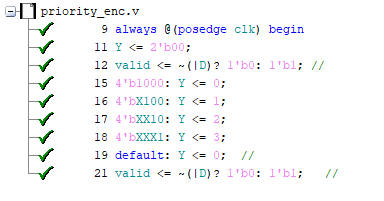 priority_enc.v
9 always @(posedge clk) begin
11 Y <= 2'b00;
12 valid <= ~(|D)? 1'b0: 1'b1; //
15 4'b1000: Y <= 0;
16 4'bX100: Y <= 1;
17 4'bXX10: Y <= 2;
18 4'bXXX1: Y <= 3;
19 default: Y <= 0; //
21 valid <= ~(|D)? 1'b0: 1'b1; //